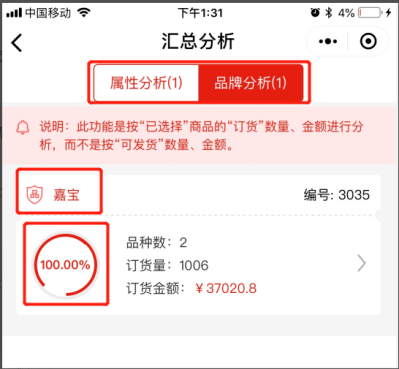 中国移动 下午1:31 4%
汇总分析
属性分析(1) 品牌分析(1)
说明：此功能是按“已选择”商品的“订货”数量、金额进行分
析，而不是按“可发货”数量、金额。
品 嘉宝 编号: 3035
品种数：2
100.00% 订货量：1006
订货金额：￥37020.8